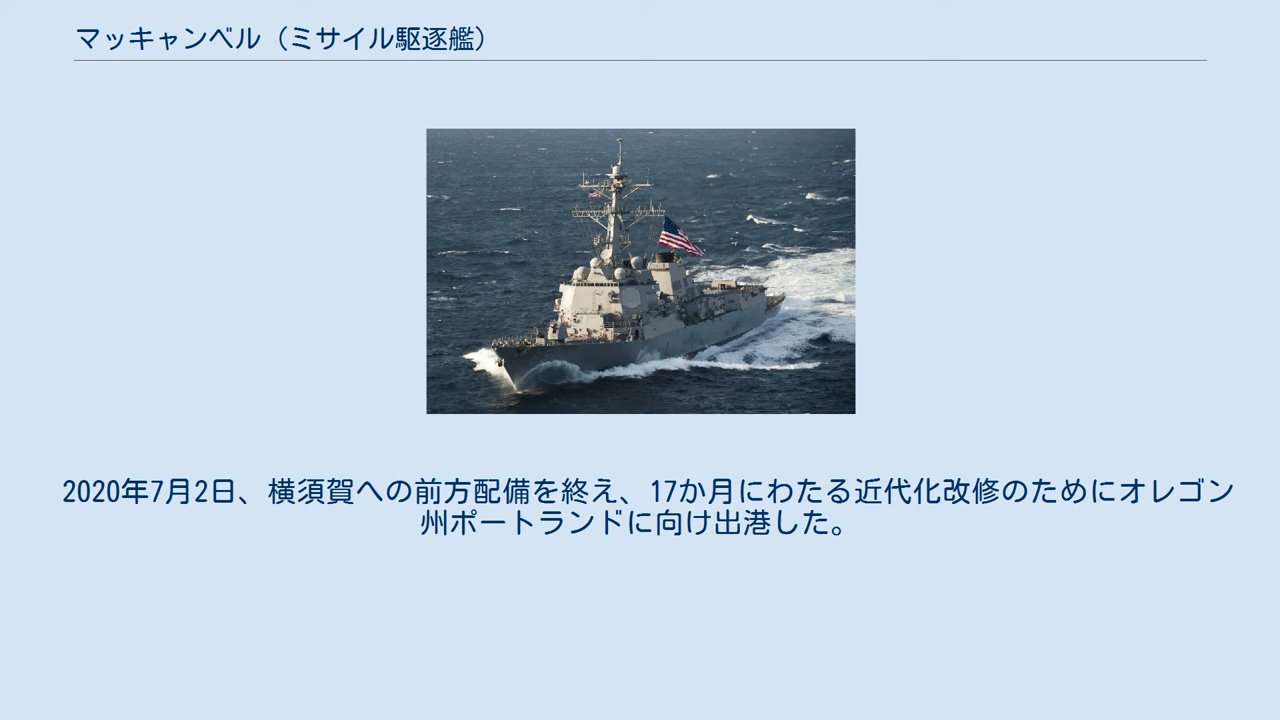 マッキャンベル（ミサイル駆逐艦）
2020年7月2日、横須賀への前方配備を終え、17か月にわたる近代化改修のためにオレゴン
州ポートランドに向け出港した。